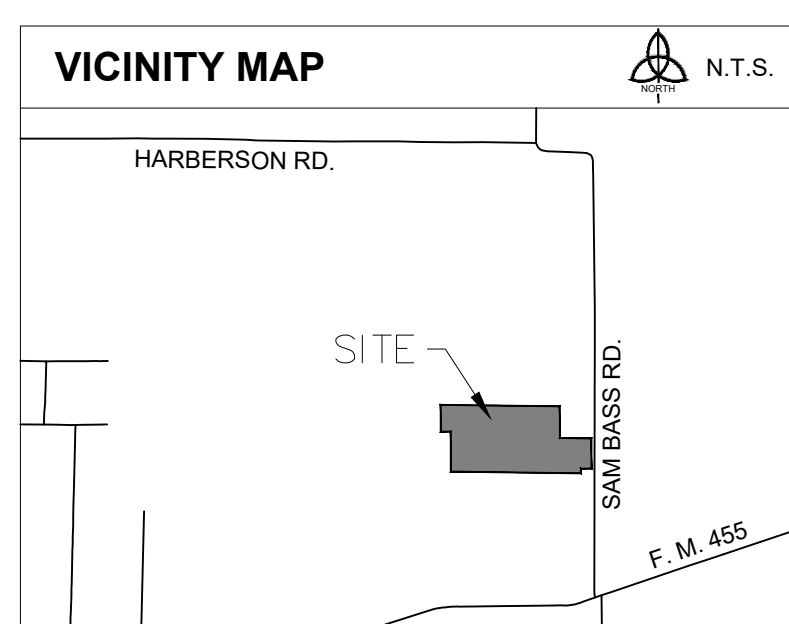 VICINITY MAP
NORTH
N.T.S.
HARBERSON RD.
SITE
SAM BASS RD.
F. M. 455